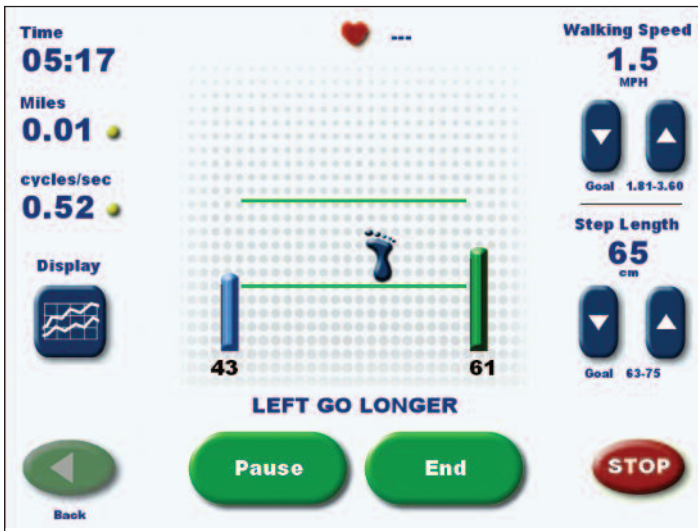 Time
05:17
Miles
0.01
cycles/sec
0.52
Display
---
Walking Speed
1.5
MPH
Goal 1.81-3.60
Step Length
65
cm
Goal 63-75
43
61
LEFT GO LONGER
Back
Pause
End
STOP